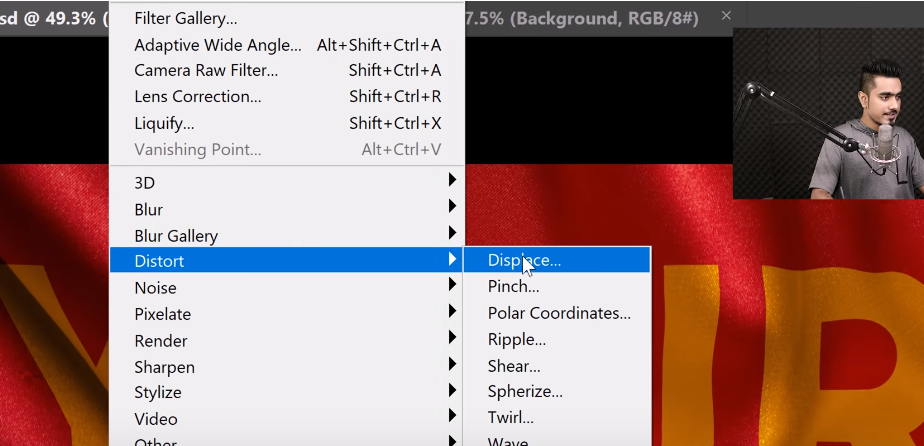 sd @ 49.3% (
7.5% (Background, RGB/8#) ×
Filter Gallery...
Adaptive Wide Angle... Alt+Shift+Ctrl+A
Camera Raw Filter... Shift+Ctrl+A
Lens Correction... Shift+Ctrl+R
Liquify... Shift+Ctrl+X
Vanishing Point... Alt+Ctrl+V
3D
Blur
Blur Gallery
Distort
Noise
Pixelate
Render
Sharpen
Stylize
Video
Other
Displace...
Pinch...
Polar Coordinates...
Ripple...
Shear...
Spherize...
Twirl...
Wave